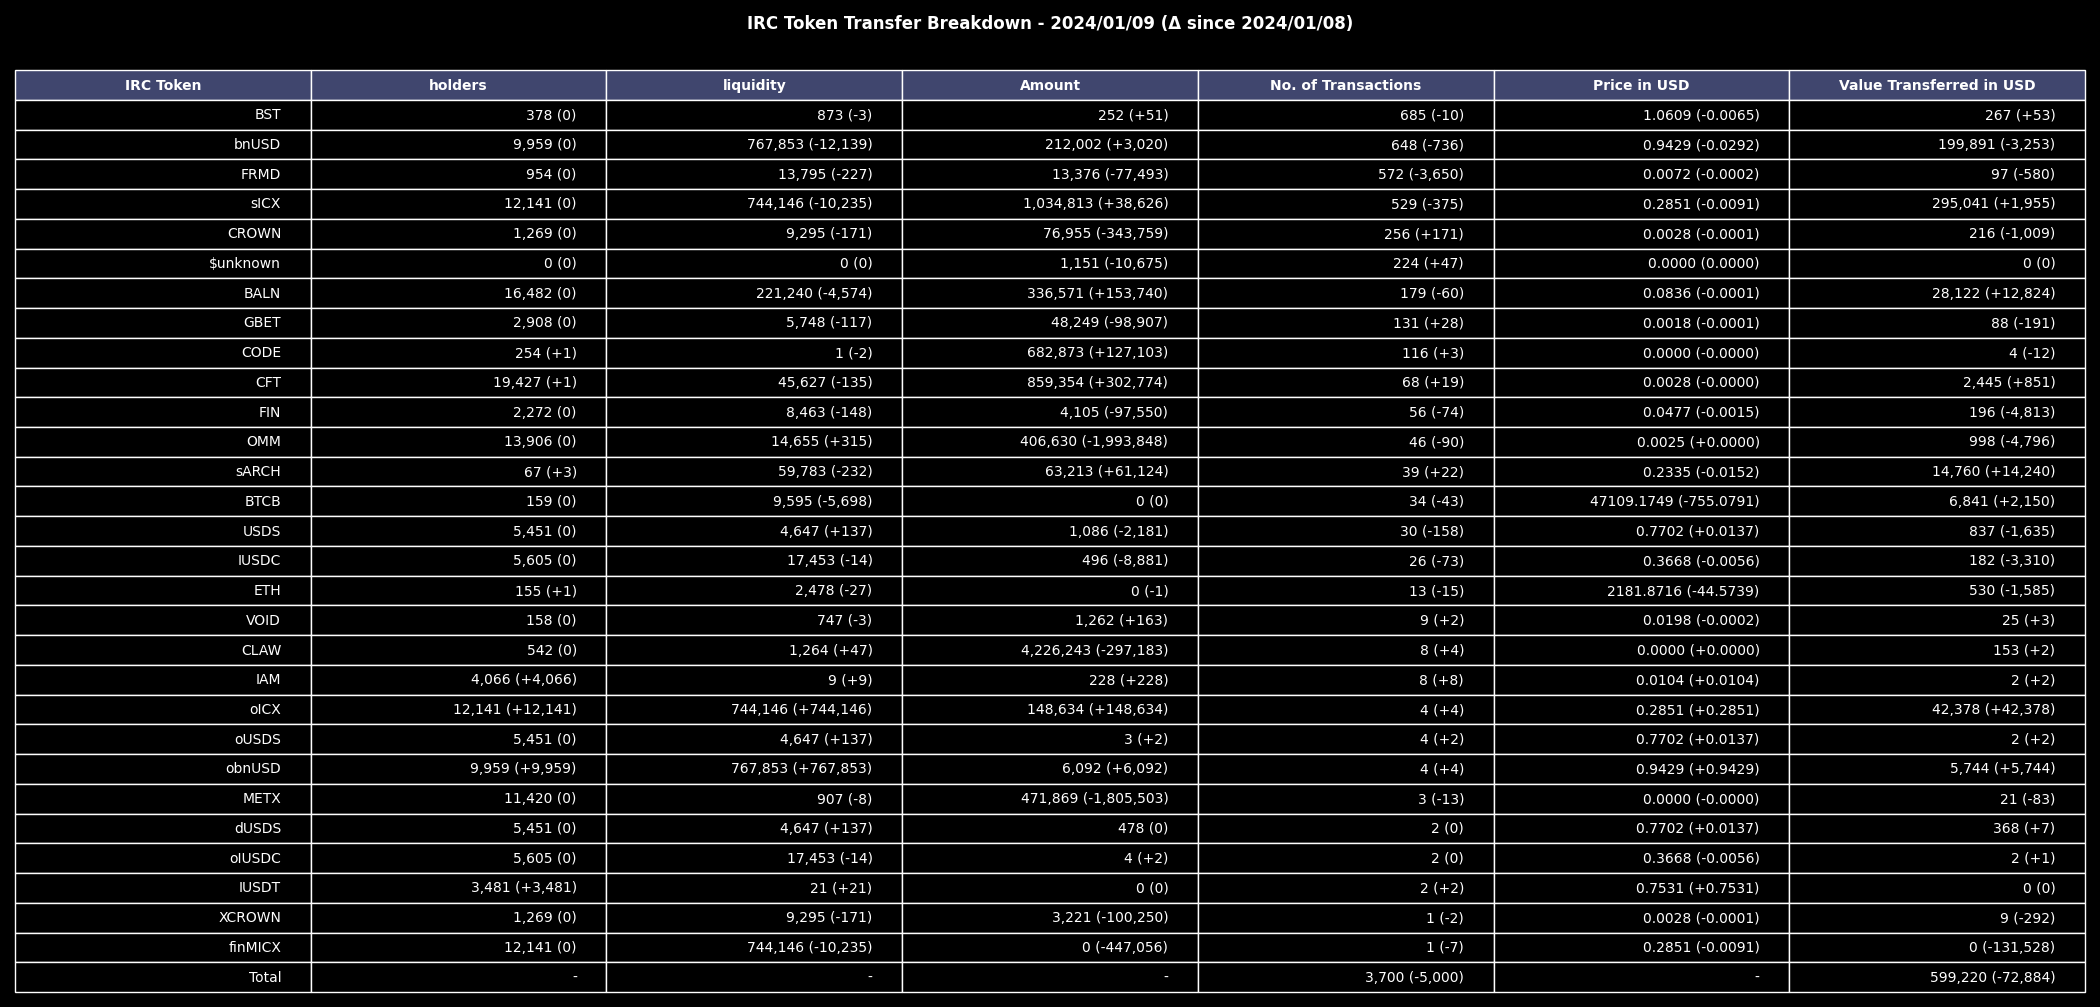 IRC Token Transfer Breakdown - 2024/01/09 (Δ since 2024/01/08)
IRC Token holders liquidity Amount No. of Transactions Price in USD Value Transferred in USD
BST 378 (0) 873 (-3) 252 (+51) 685 (-10) 1.0609 (-0.0065) 267 (+53)
bnUSD 9,959 (0) 767,853 (-12,139) 212,002 (+3,020) 648 (-736) 0.9429 (-0.0292) 199,891 (-3,253)
FRMD 954 (0) 13,795 (-227) 13,376 (-77,493) 572 (-3,650) 0.0072 (-0.0002) 97 (-580)
sICX 12,141 (0) 744,146 (-10,235) 1,034,813 (+38,626) 529 (-375) 0.2851 (-0.0091) 295,041 (+1,955)
CROWN 1,269 (0) 9,295 (-171) 76,955 (-343,759) 256 (+171) 0.0028 (-0.0001) 216 (-1,009)
$unknown 0 (0) 0 (0) 1,151 (-10,675) 224 (+47) 0.0000 (0.0000) 0 (0)
BALN 16,482 (0) 221,240 (-4,574) 336,571 (+153,740) 179 (-60) 0.0836 (-0.0001) 28,122 (+12,824)
GBET 2,908 (0) 5,748 (-117) 48,249 (-98,907) 131 (+28) 0.0018 (-0.0001) 88 (-191)
CODE 254 (+1) 1 (-2) 682,873 (+127,103) 116 (+3) 0.0000 (-0.0000) 4 (-12)
CFT 19,427 (+1) 45,627 (-135) 859,354 (+302,774) 68 (+19) 0.0028 (-0.0000) 2,445 (+851)
FIN 2,272 (0) 8,463 (-148) 4,105 (-97,550) 56 (-74) 0.0477 (-0.0015) 196 (-4,813)
OMM 13,906 (0) 14,655 (+315) 406,630 (-1,993,848) 46 (-90) 0.0025 (+0.0000) 998 (-4,796)
sARCH 67 (+3) 59,783 (-232) 63,213 (+61,124) 39 (+22) 0.2335 (-0.0152) 14,760 (+14,240)
BTCB 159 (0) 9,595 (-5,698) 0 (0) 34 (-43) 47109.1749 (-755.0791) 6,841 (+2,150)
USDS 5,451 (0) 4,647 (+137) 1,086 (-2,181) 30 (-158) 0.7702 (+0.0137) 837 (-1,635)
IUSDC 5,605 (0) 17,453 (-14) 496 (-8,881) 26 (-73) 0.3668 (-0.0056) 182 (-3,310)
ETH 155 (+1) 2,478 (-27) 0 (-1) 13 (-15) 2181.8716 (-44.5739) 530 (-1,585)
VOID 158 (0) 747 (-3) 1,262 (+163) 9 (+2) 0.0198 (-0.0002) 25 (+3)
CLAW 542 (0) 1,264 (+47) 4,226,243 (-297,183) 8 (+4) 0.0000 (+0.0000) 153 (+2)
IAM 4,066 (+4,066) 9 (+9) 228 (+228) 8 (+8) 0.0104 (+0.0104) 2 (+2)
oICX 12,141 (+12,141) 744,146 (+744,146) 148,634 (+148,634) 4 (+4) 0.2851 (+0.2851) 42,378 (+42,378)
oUSDS 5,451 (0) 4,647 (+137) 3 (+2) 4 (+2) 0.7702 (+0.0137) 2 (+2)
obnUSD 9,959 (+9,959) 767,853 (+767,853) 6,092 (+6,092) 4 (+4) 0.9429 (+0.9429) 5,744 (+5,744)
METX 11,420 (0) 907 (-8) 471,869 (-1,805,503) 3 (-13) 0.0000 (-0.0000) 21 (-83)
dUSDS 5,451 (0) 4,647 (+137) 478 (0) 2 (0) 0.7702 (+0.0137) 368 (+7)
oIUSDC 5,605 (0) 17,453 (-14) 4 (+2) 2 (0) 0.3668 (-0.0056) 2 (+1)
IUSDT 3,481 (+3,481) 21 (+21) 0 (0) 2 (+2) 0.7531 (+0.7531) 0 (0)
XCROWN 1,269 (0) 9,295 (-171) 3,221 (-100,250) 1 (-2) 0.0028 (-0.0001) 9 (-292)
finMICX 12,141 (0) 744,146 (-10,235) 0 (-447,056) 1 (-7) 0.2851 (-0.0091) 0 (-131,528)
Total - - - 3,700 (-5,000) - 599,220 (-72,884)